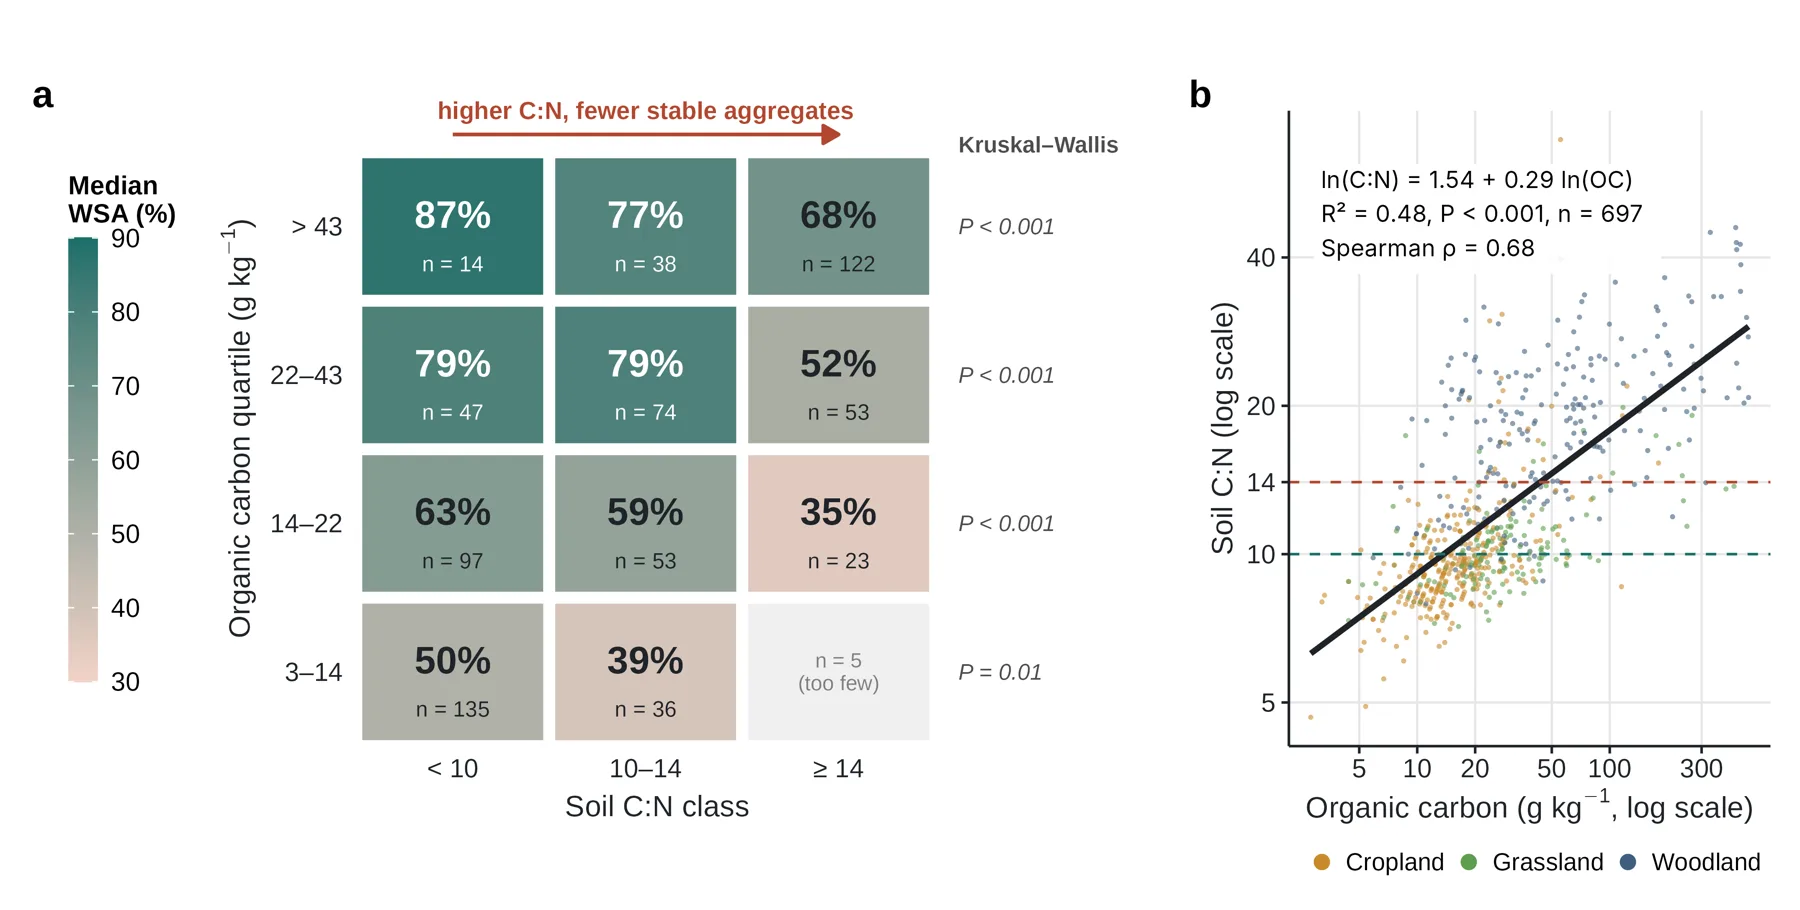 a
higher C:N, fewer stable aggregates
Kruskal–Wallis
Median
WSA (%)
90
80
70
60
50
40
30
Organic carbon quartile (g kg⁻¹)
> 43
87%
n = 14
77%
n = 38
68%
n = 122
P < 0.001
22–43
79%
n = 47
79%
n = 74
52%
n = 53
P < 0.001
14–22
63%
n = 97
59%
n = 53
35%
n = 23
P < 0.001
3–14
50%
n = 135
39%
n = 36
n = 5
(too few)
P = 0.01
< 10
10–14
≥ 14
Soil C:N class
b
ln(C:N) = 1.54 + 0.29 ln(OC)
R² = 0.48, P < 0.001, n = 697
Spearman ρ = 0.68
Soil C:N (log scale)
40
20
14
10
5
5 10 20 50 100 300
Organic carbon (g kg⁻¹, log scale)
Cropland Grassland Woodland